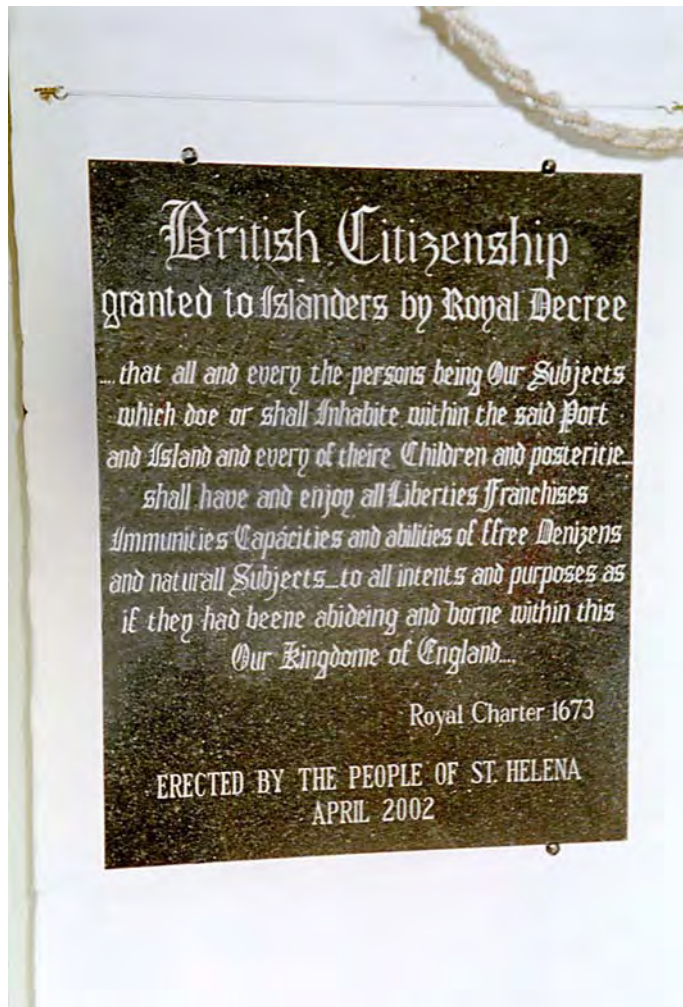 British Citizenship
granted to Islanders by Royal Decree
....that all and every the persons being Our Subjects
which doe or shall Inhabite within the said Port
and Island and every of theire Children and posteritie...
shall have and enjoy all Liberties Franchises
Immunities Capácities and abilities of ffree Denizens
and naturall Subjects...to all intents and purposes as
if they had beene abideing and borne within this
Our Kingdome of England....
Royal Charter 1673
ERECTED BY THE PEOPLE OF ST. HELENA
APRIL 2002